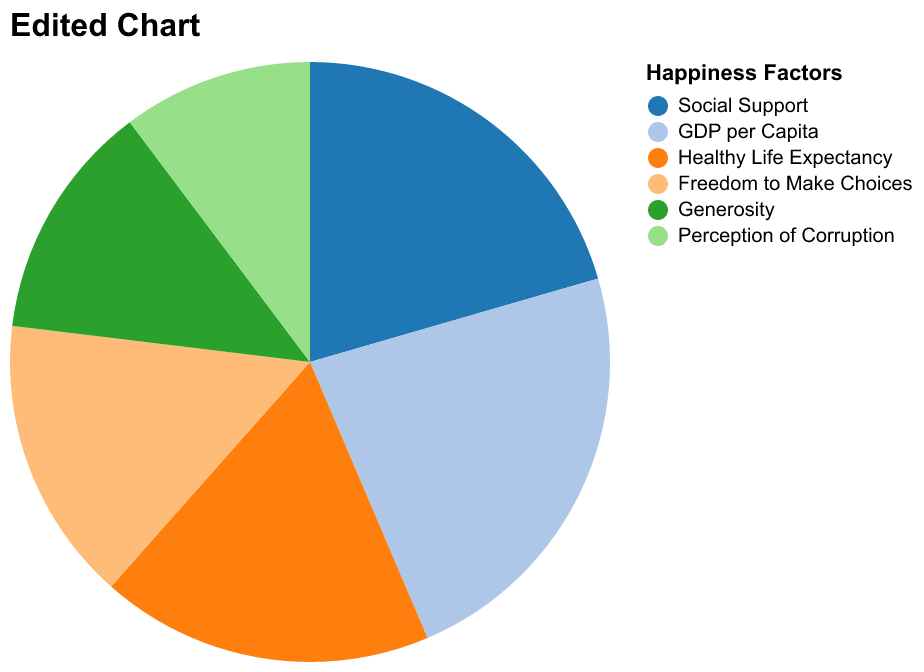 Edited Chart
Happiness Factors
Social Support
GDP per Capita
Healthy Life Expectancy
Freedom to Make Choices
Generosity
Perception of Corruption